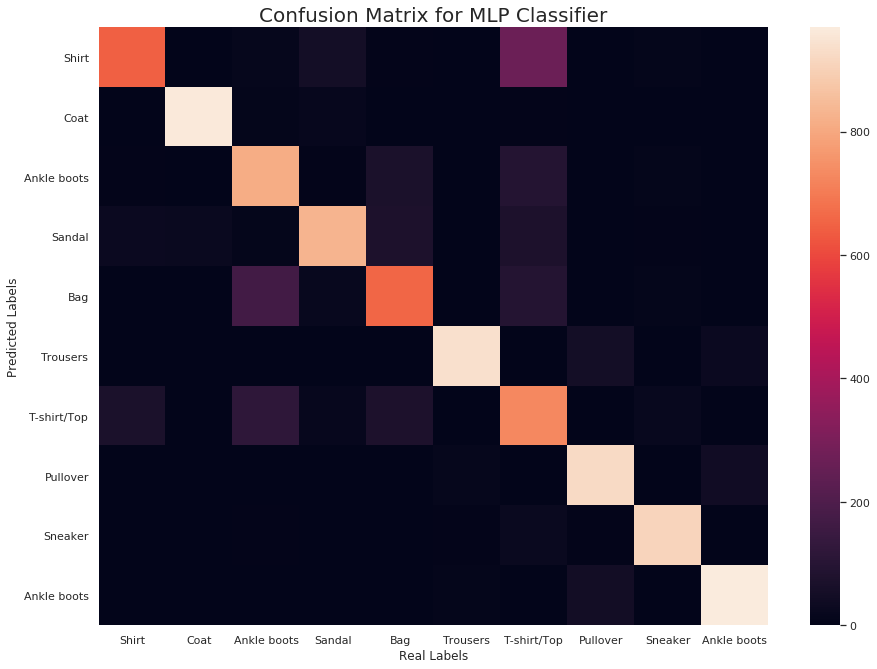 Confusion Matrix for MLP Classifier
Predicted Labels
Shirt
Coat
Ankle boots
Sandal
Bag
Trousers
T-shirt/Top
Pullover
Sneaker
Ankle boots
Shirt Coat Ankle boots Sandal Bag Trousers T-shirt/Top Pullover Sneaker Ankle boots
Real Labels
800
600
400
200
0